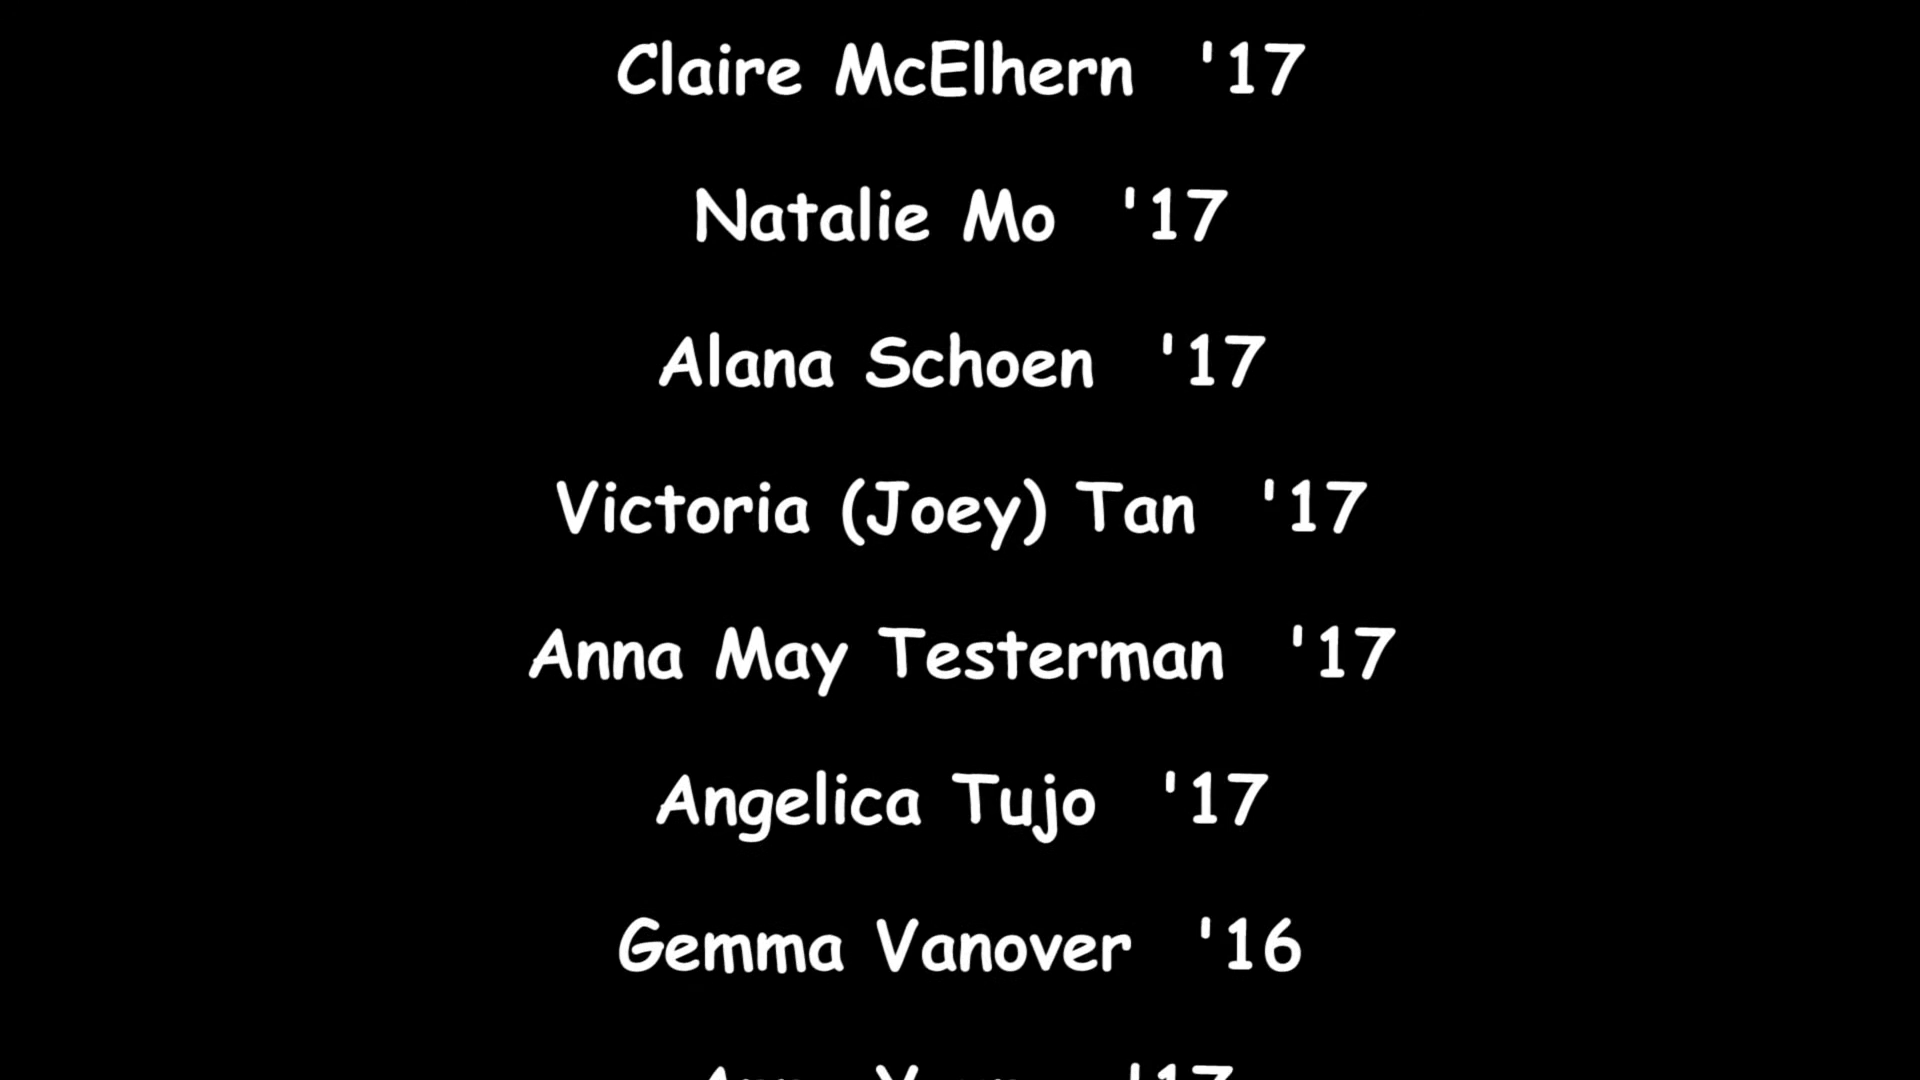 Claire McElhern '17
Natalie Mo '17
Alana Schoen '17
Victoria (Joey) Tan '17
Anna May Testerman '17
Angelica Tujo '17
Gemma Vanover '16
'17